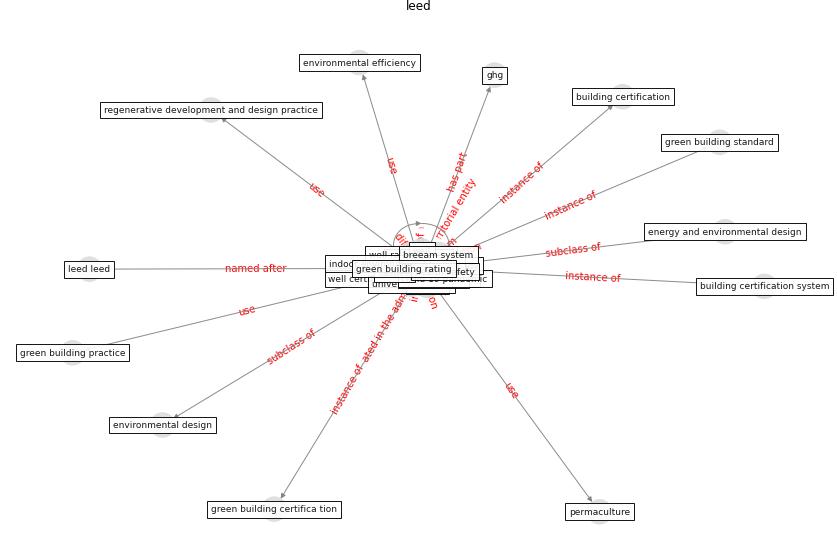 leed
environmental efficiency
ghg
building certification
regenerative development and design practice
green building standard
use
has part
instance of
use
instance of
energy and environmental design
subclass of
breeam system
leed leed
named after
green building rating
instance of
building certification system
use
green building practice
subclass of
instance of
use
environmental design
green building certifica tion
permaculture